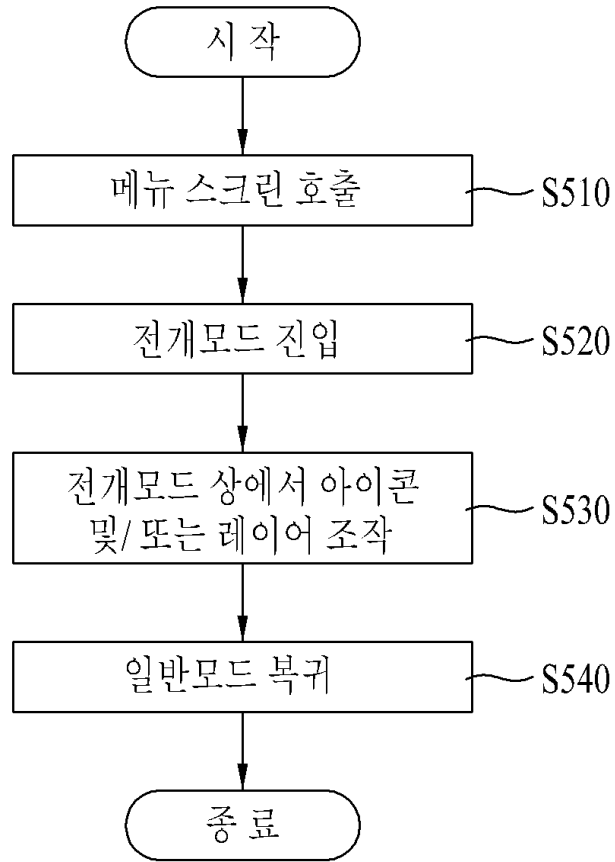 시 작
메뉴 스크린 호출
S510
전개모드 진입
S520
전개모드 상에서 아이콘
및/ 또는 레이어 조작
S530
일반모드 복귀
S540
종 료